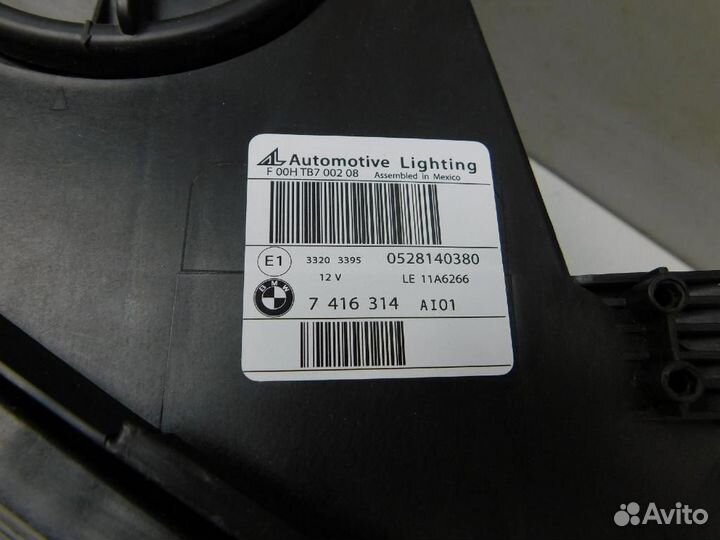 AL Automotive Lighting
F 00H TB7 002 08 Assembled in Mexico
E1 3320 3395 0528140380
12 V LE 11A6266
BMW 7 416 314 AI01
Avito